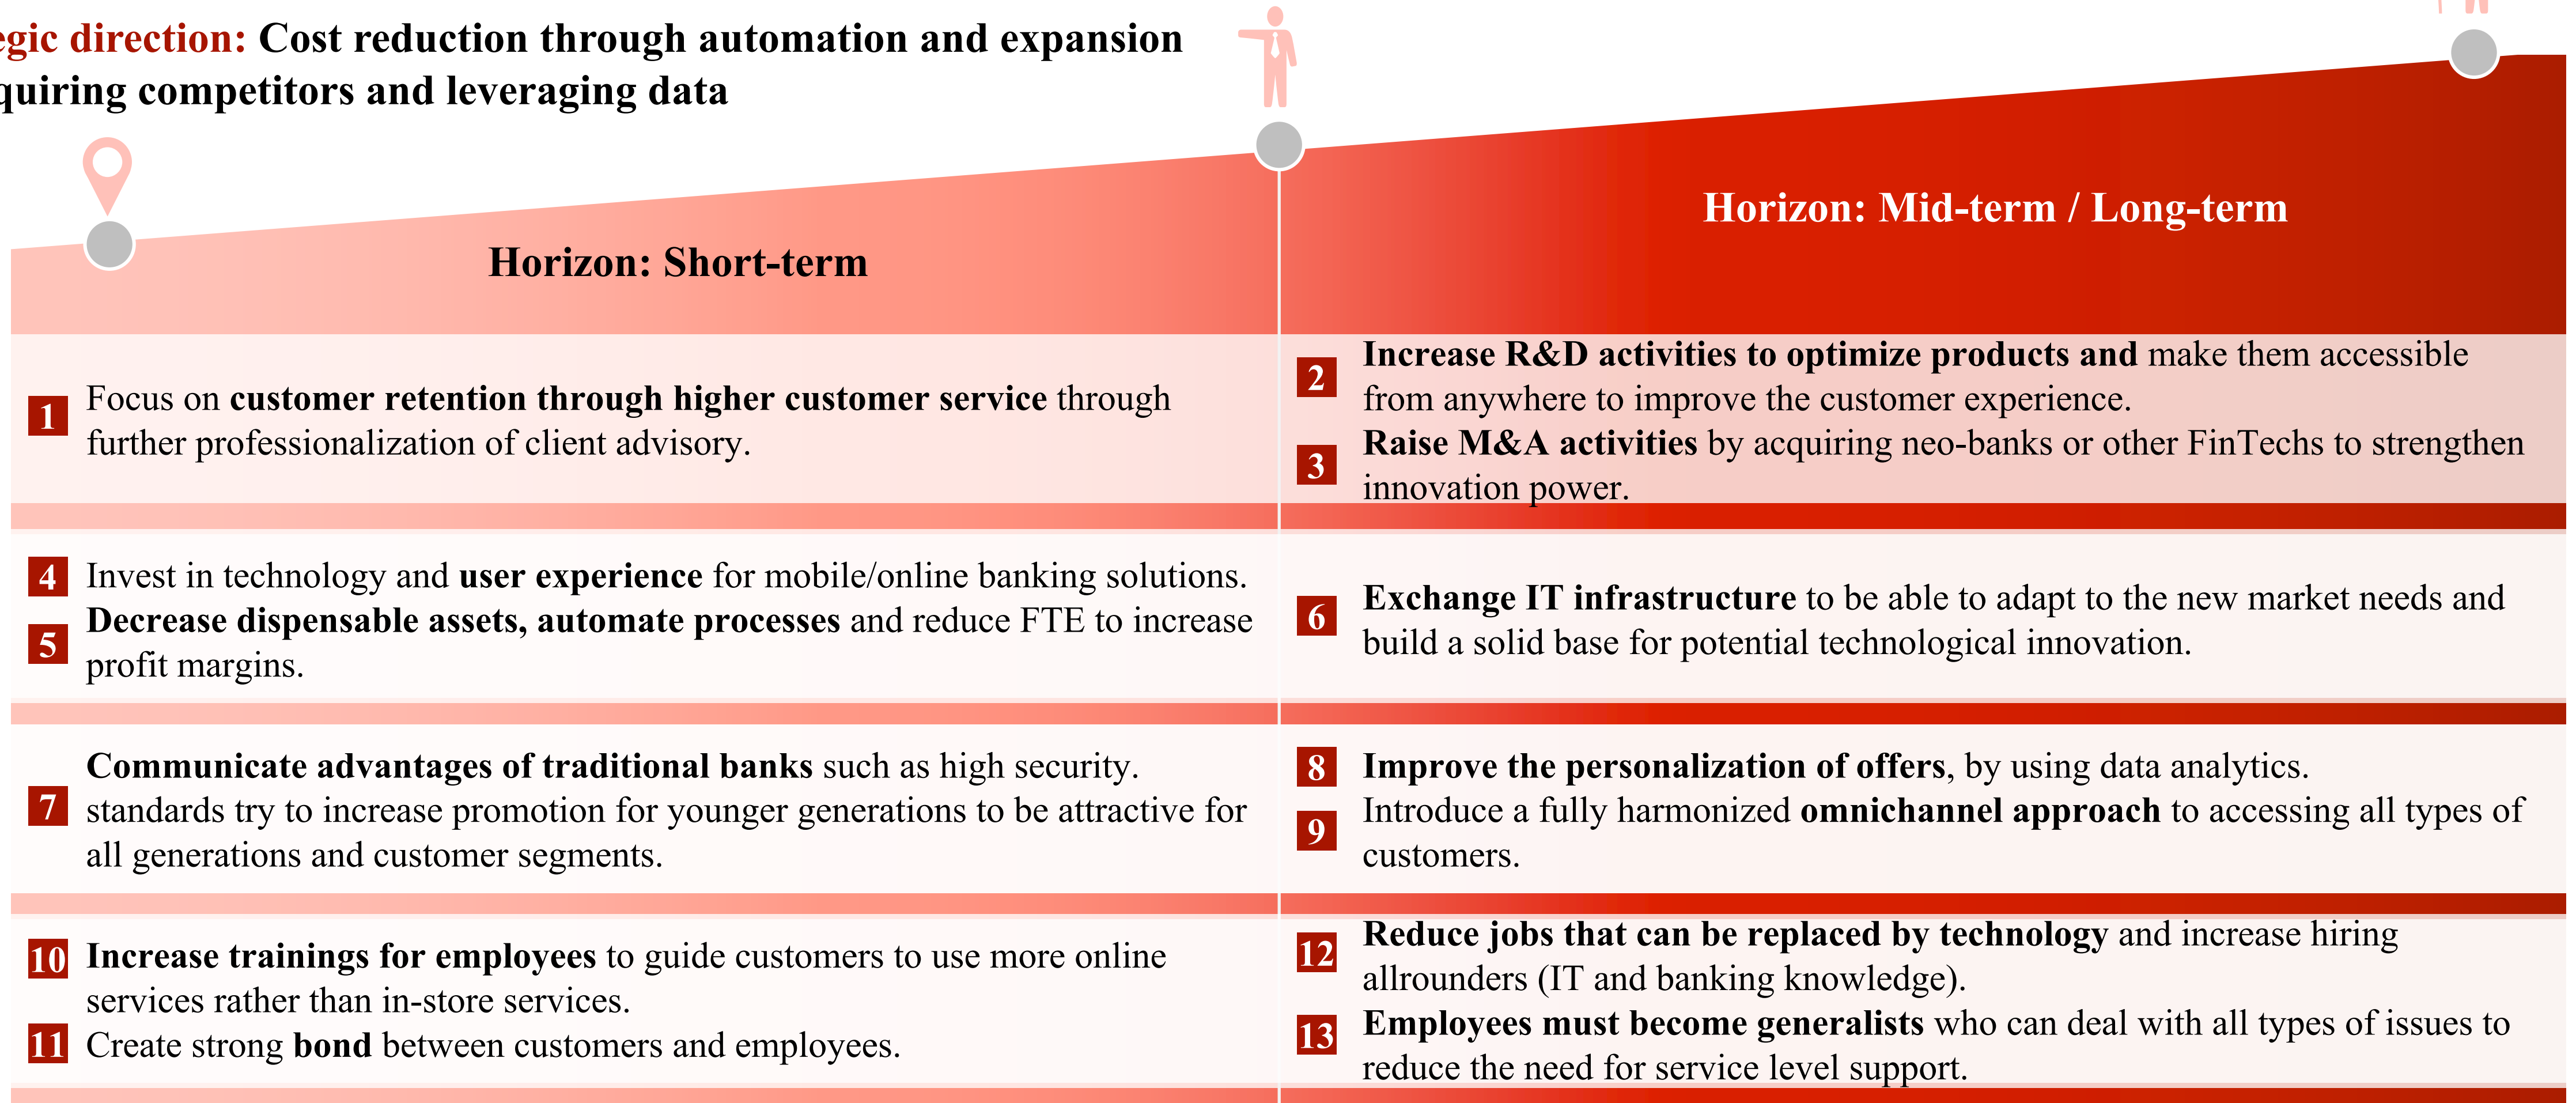 egic direction: Cost reduction through automation and expansion
quiring competitors and leveraging data
Horizon: Short-term
Horizon: Mid-term / Long-term
1 Focus on customer retention through higher customer service through
further professionalization of client advisory.
2 Increase R&D activities to optimize products and make them accessible
from anywhere to improve the customer experience.
3 Raise M&A activities by acquiring neo-banks or other FinTechs to strengthen
innovation power.
4 Invest in technology and user experience for mobile/online banking solutions.
5 Decrease dispensable assets, automate processes and reduce FTE to increase
profit margins.
6 Exchange IT infrastructure to be able to adapt to the new market needs and
build a solid base for potential technological innovation.
7 Communicate advantages of traditional banks such as high security.
standards try to increase promotion for younger generations to be attractive for
all generations and customer segments.
8 Improve the personalization of offers, by using data analytics.
9 Introduce a fully harmonized omnichannel approach to accessing all types of
customers.
10 Increase trainings for employees to guide customers to use more online
services rather than in-store services.
11 Create strong bond between customers and employees.
12 Reduce jobs that can be replaced by technology and increase hiring
allrounders (IT and banking knowledge).
13 Employees must become generalists who can deal with all types of issues to
reduce the need for service level support.